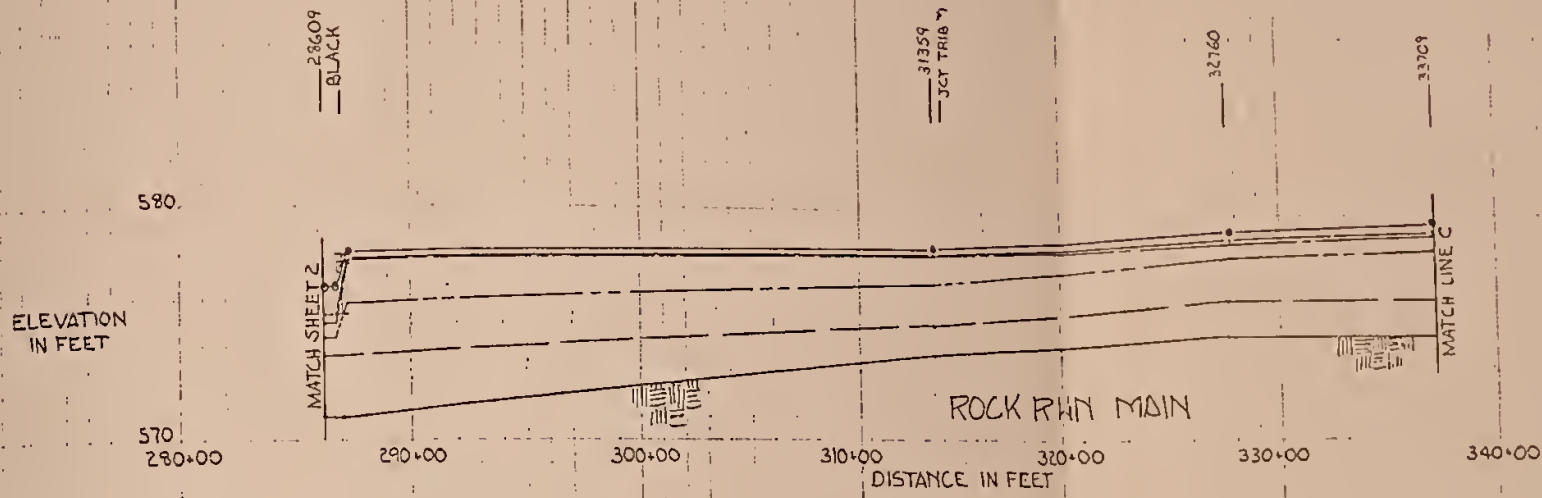 28609
BLACK
31359
JCT TRIB
32760
33709
580
ELEVATION
IN FEET
570
MATCH SHEET 2
MATCH LINE C
ROCK RUN MAIN
280+00
290+00
300+00
310+00
320+00
330+00
340+00
DISTANCE IN FEET